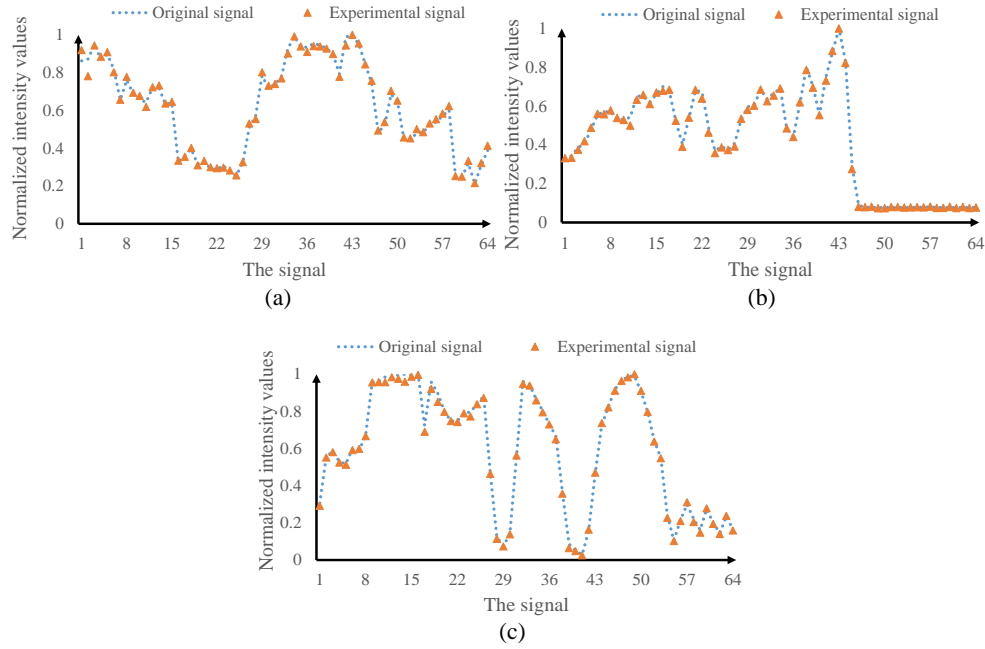 Original signal Experimental signal
Normalized intensity values
1
0.8
0.6
0.4
0.2
0
1 8 15 22 29 36 43 50 57 64
The signal
(a)
Original signal Experimental signal
Normalized intensity values
1
0.8
0.6
0.4
0.2
0
1 8 15 22 29 36 43 50 57 64
The signal
(b)
Original signal Experimental signal
Normalized intensity values
1
0.8
0.6
0.4
0.2
0
1 8 15 22 29 36 43 50 57 64
The signal
(c)